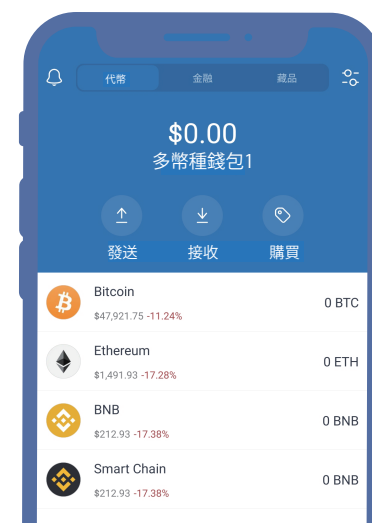 代幣 金融 藏品
$0.00
多幣種錢包1
發送 接收 購買
Bitcoin
$47,921.75 -11.24%
0 BTC
Ethereum
$1,491.93 -17.28%
0 ETH
BNB
$212.93 -17.38%
0 BNB
Smart Chain
$212.93 -17.38%
0 BNB